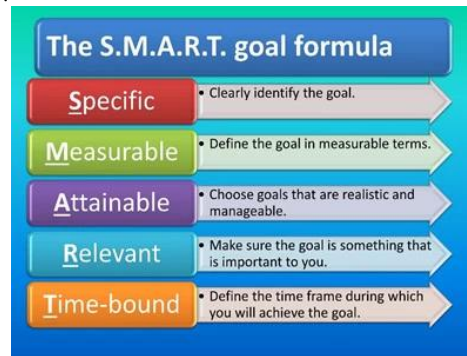 The S.M.A.R.T. goal formula
Specific
• Clearly identify the goal.
Measurable
• Define the goal in measurable terms.
Attainable
• Choose goals that are realistic and
manageable.
Relevant
• Make sure the goal is something that
is important to you.
Time-bound
• Define the time frame during which
you will achieve the goal.